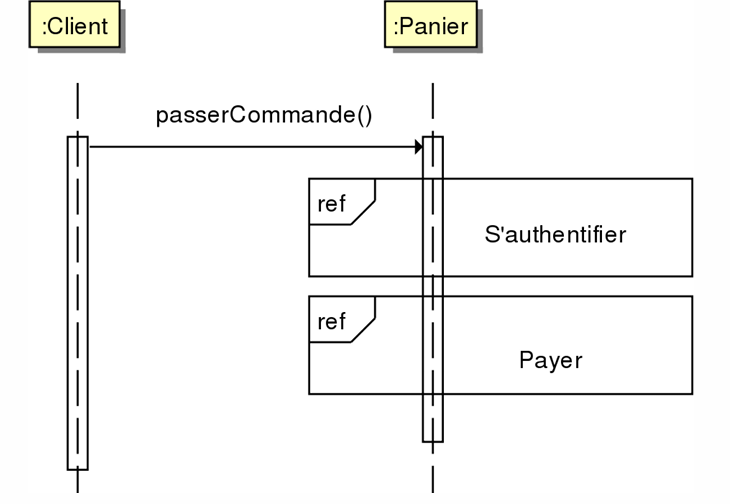 :Client
:Panier
passerCommande()
ref
S'authentifier
ref
Payer